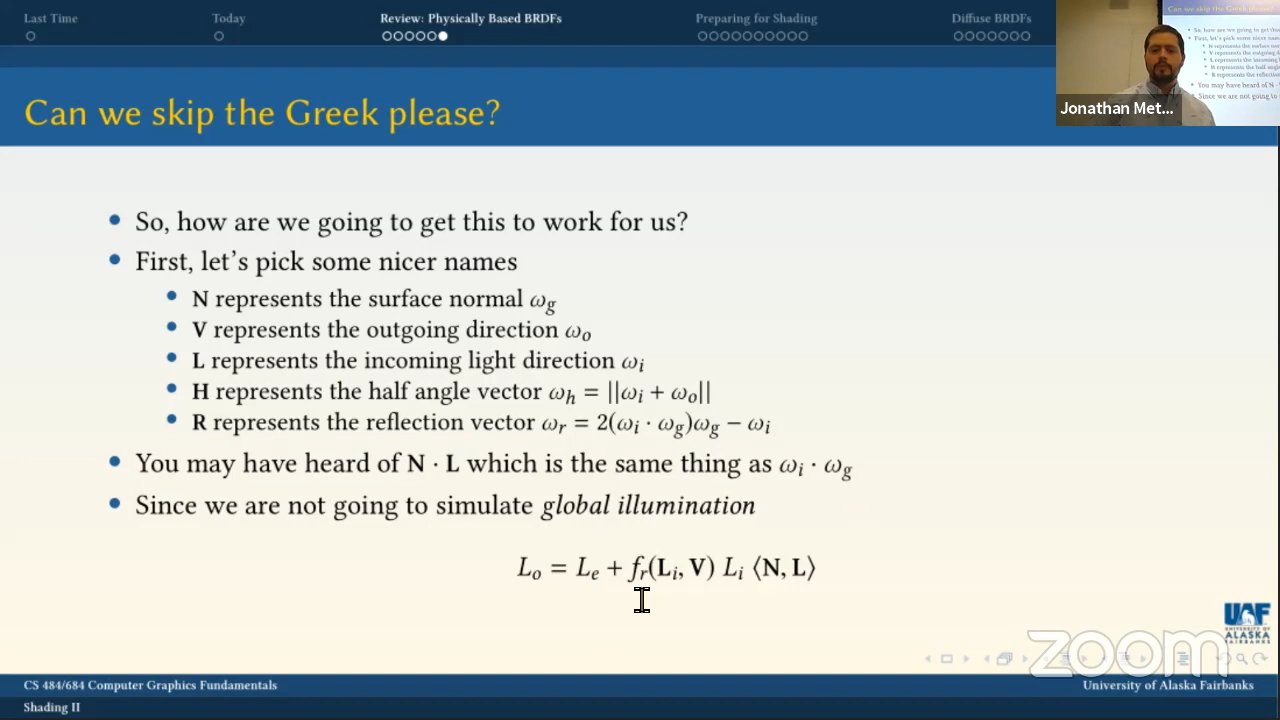 Last Time
Today
Review: Physically Based BRDFs
Preparing for Shading
Diffuse BRDFs
Can we skip the Greek please?
Jonathan Met...
So, how are we going to get this to work for us?
First, let's pick some nicer names
N represents the surface normal ω_g
V represents the outgoing direction ω_o
L represents the incoming light direction ω_i
H represents the half angle vector ω_h = ||ω_i + ω_o||
R represents the reflection vector ω_r = 2(ω_i · ω_g)ω_g − ω_i
You may have heard of N · L which is the same thing as ω_i · ω_g
Since we are not going to simulate global illumination
L_o = L_e + f_r(L_i, V) L_i ⟨N, L⟩
UAF
UNIVERSITY OF
ALASKA
FAIRBANKS
zoom
CS 484/684 Computer Graphics Fundamentals
University of Alaska Fairbanks
Shading II